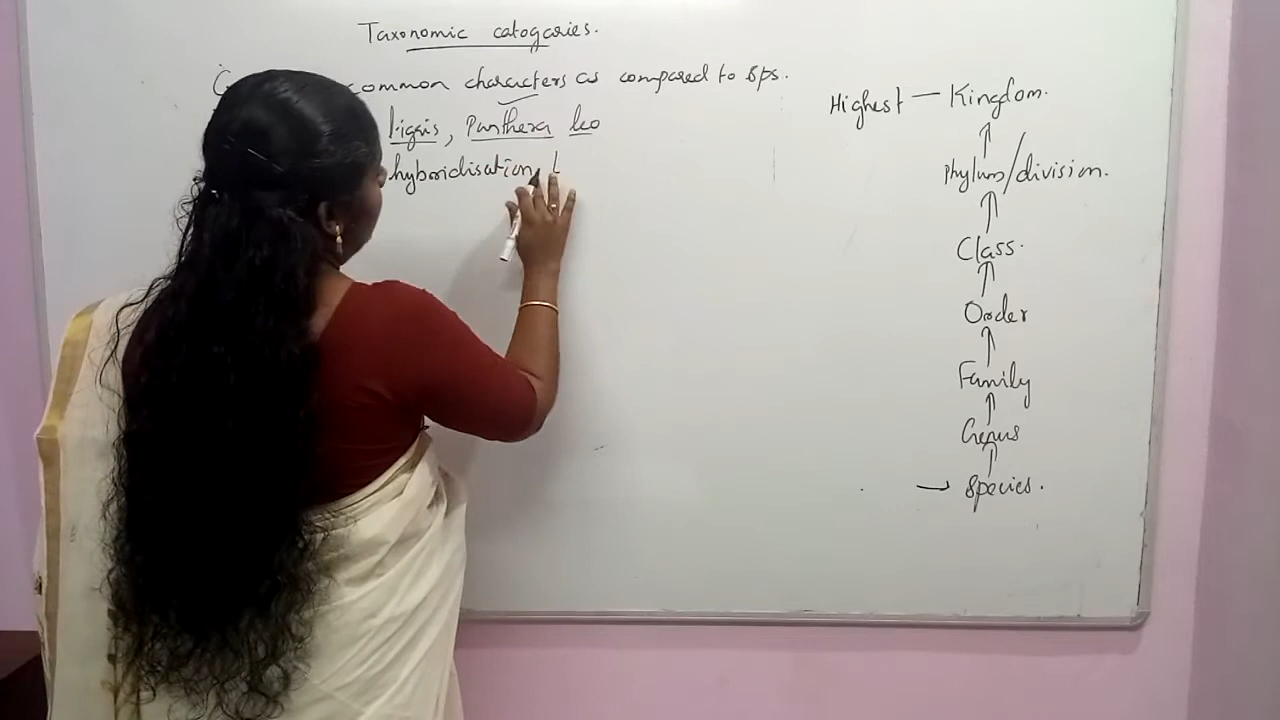 Taxonomic catogories.
common characters as compared to sps.
tigris, Panthera leo
hybridisation,
Highest — Kingdom.
Phylum/division.
Class.
Order
Family
Genus
→ Species.